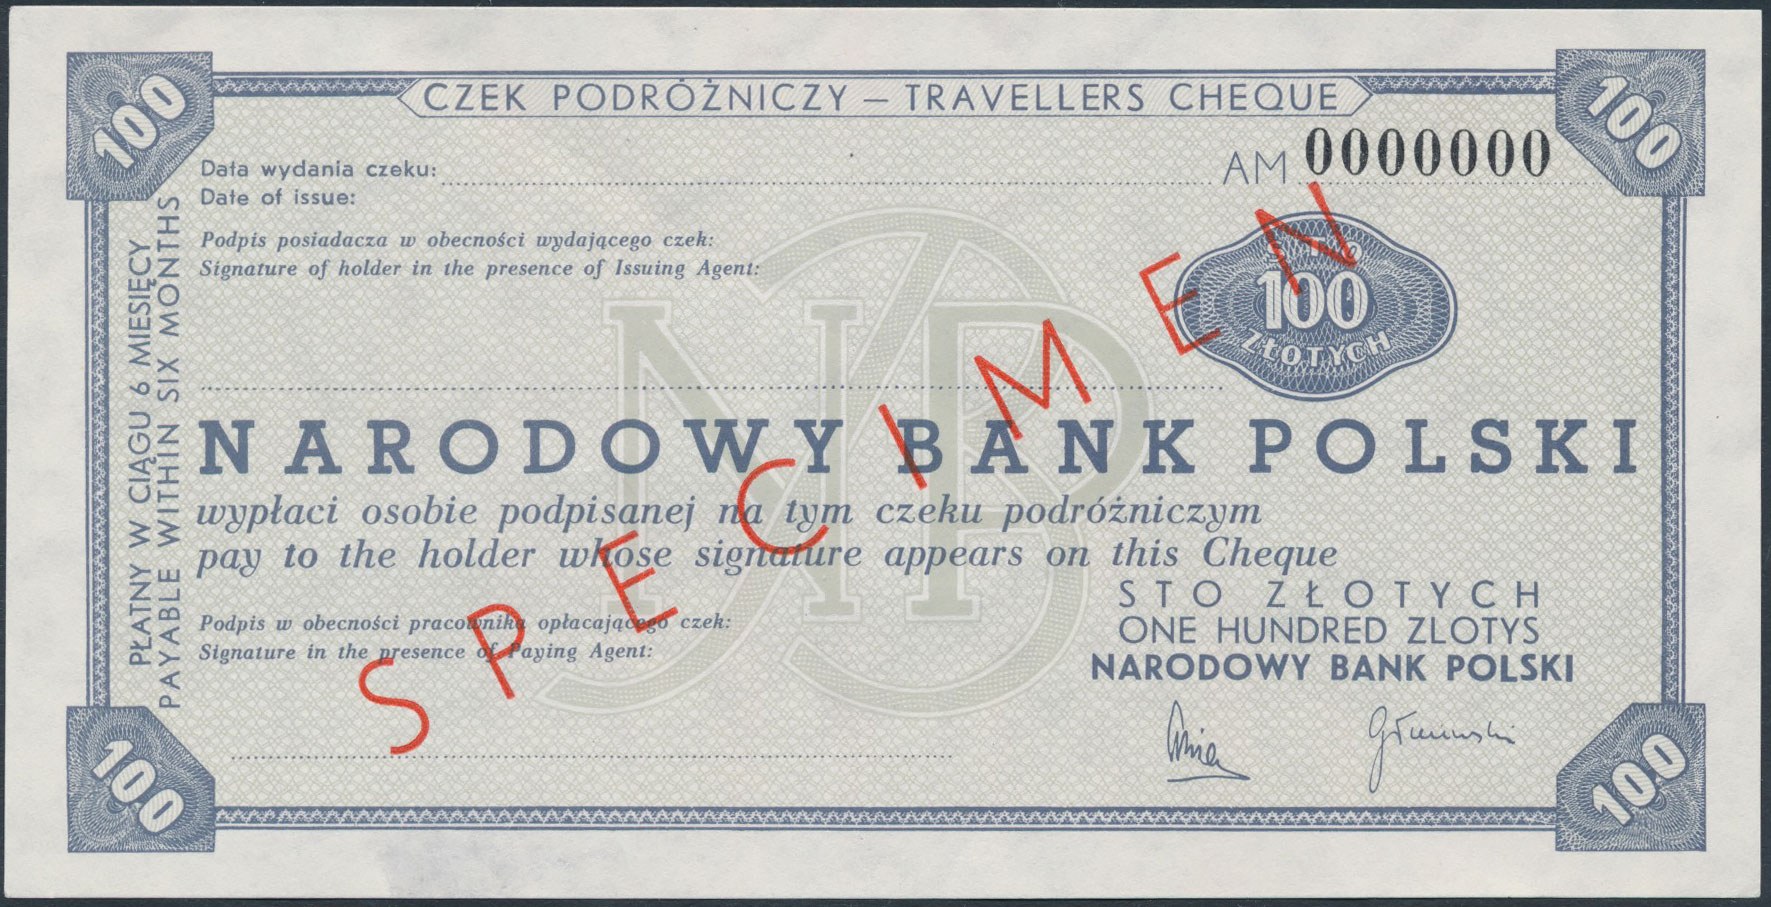 100
100
CZEK PODRÓŻNICZY – TRAVELLERS CHEQUE
AM 0000000
Data wydania czeku:
Date of issue:
Podpis posiadacza w obecności wydającego czek:
Signature of holder in the presence of Issuing Agent:
STO
100
ZŁOTYCH
PŁATNY W CIĄGU 6 MIESIĘCY
PAYABLE WITHIN SIX MONTHS
NBP
SPECIMEN
NARODOWY BANK POLSKI
wypłaci osobie podpisanej na tym czeku podróżniczym
pay to the holder whose signature appears on this Cheque
STO ZŁOTYCH
ONE HUNDRED ZLOTYS
NARODOWY BANK POLSKI
Podpis w obecności pracownika opłacającego czek:
Signature in the presence of Paying Agent:
100
100